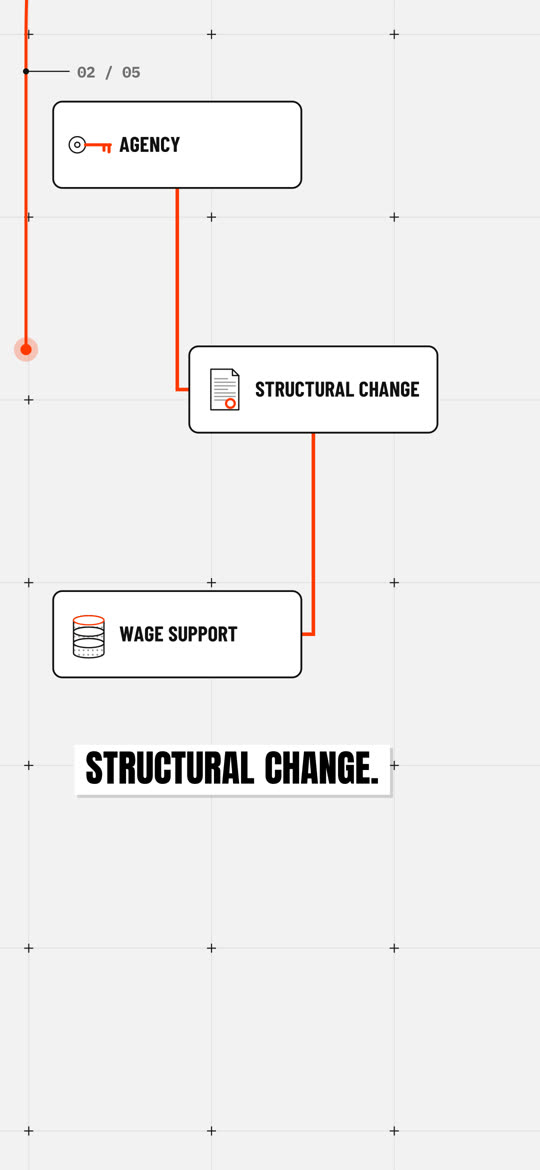 02 / 05
AGENCY
STRUCTURAL CHANGE
WAGE SUPPORT
STRUCTURAL CHANGE.